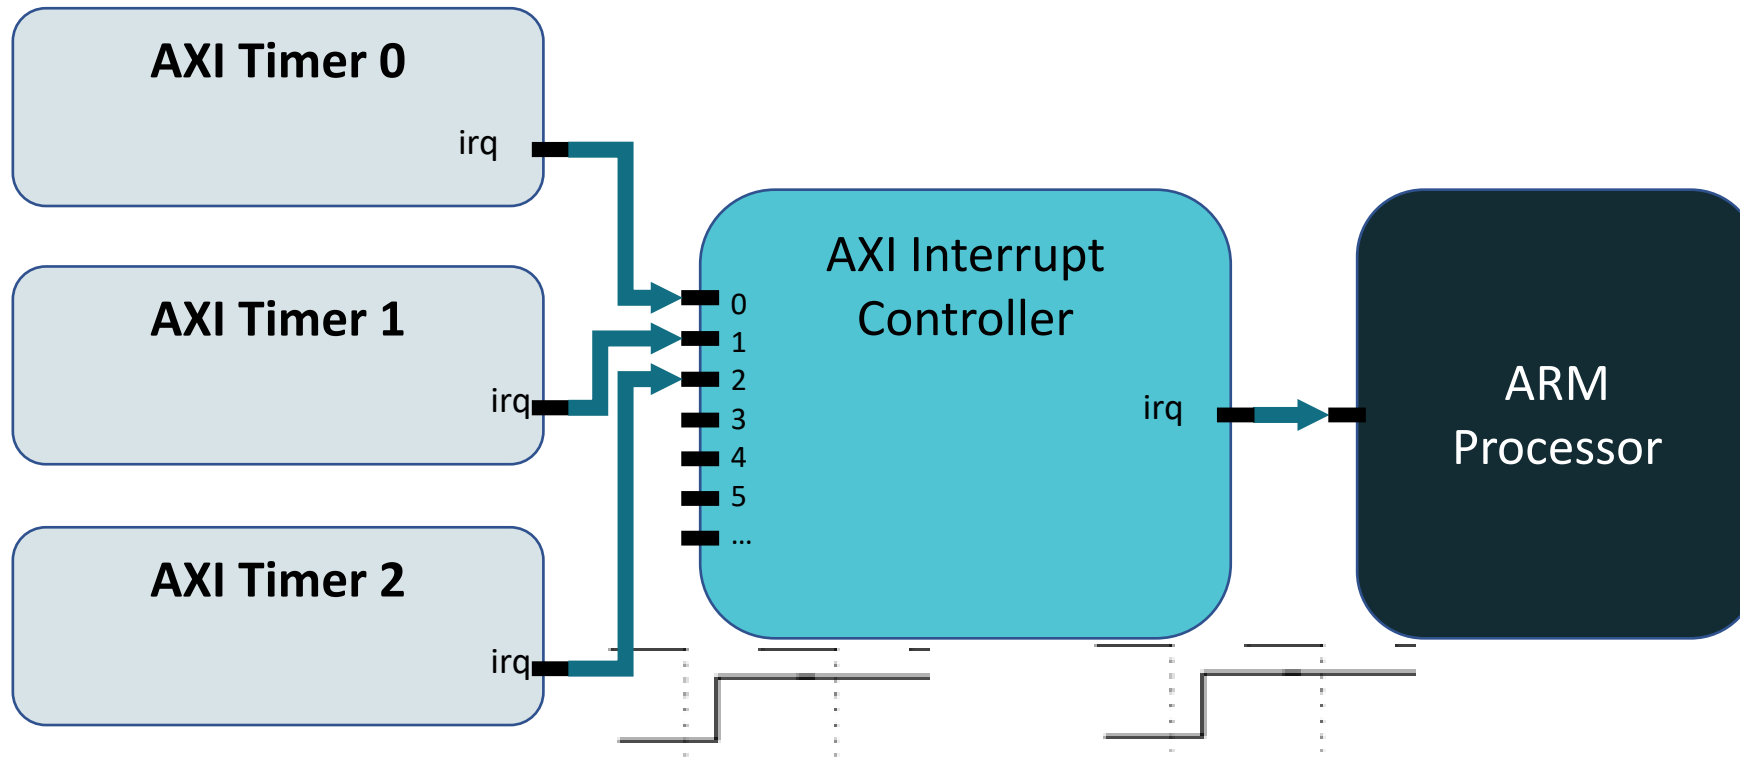 AXI Timer 0
irq
AXI Timer 1
irq
AXI Timer 2
irq
AXI Interrupt
Controller
0
1
2
3
4
5
...
irq
ARM
Processor